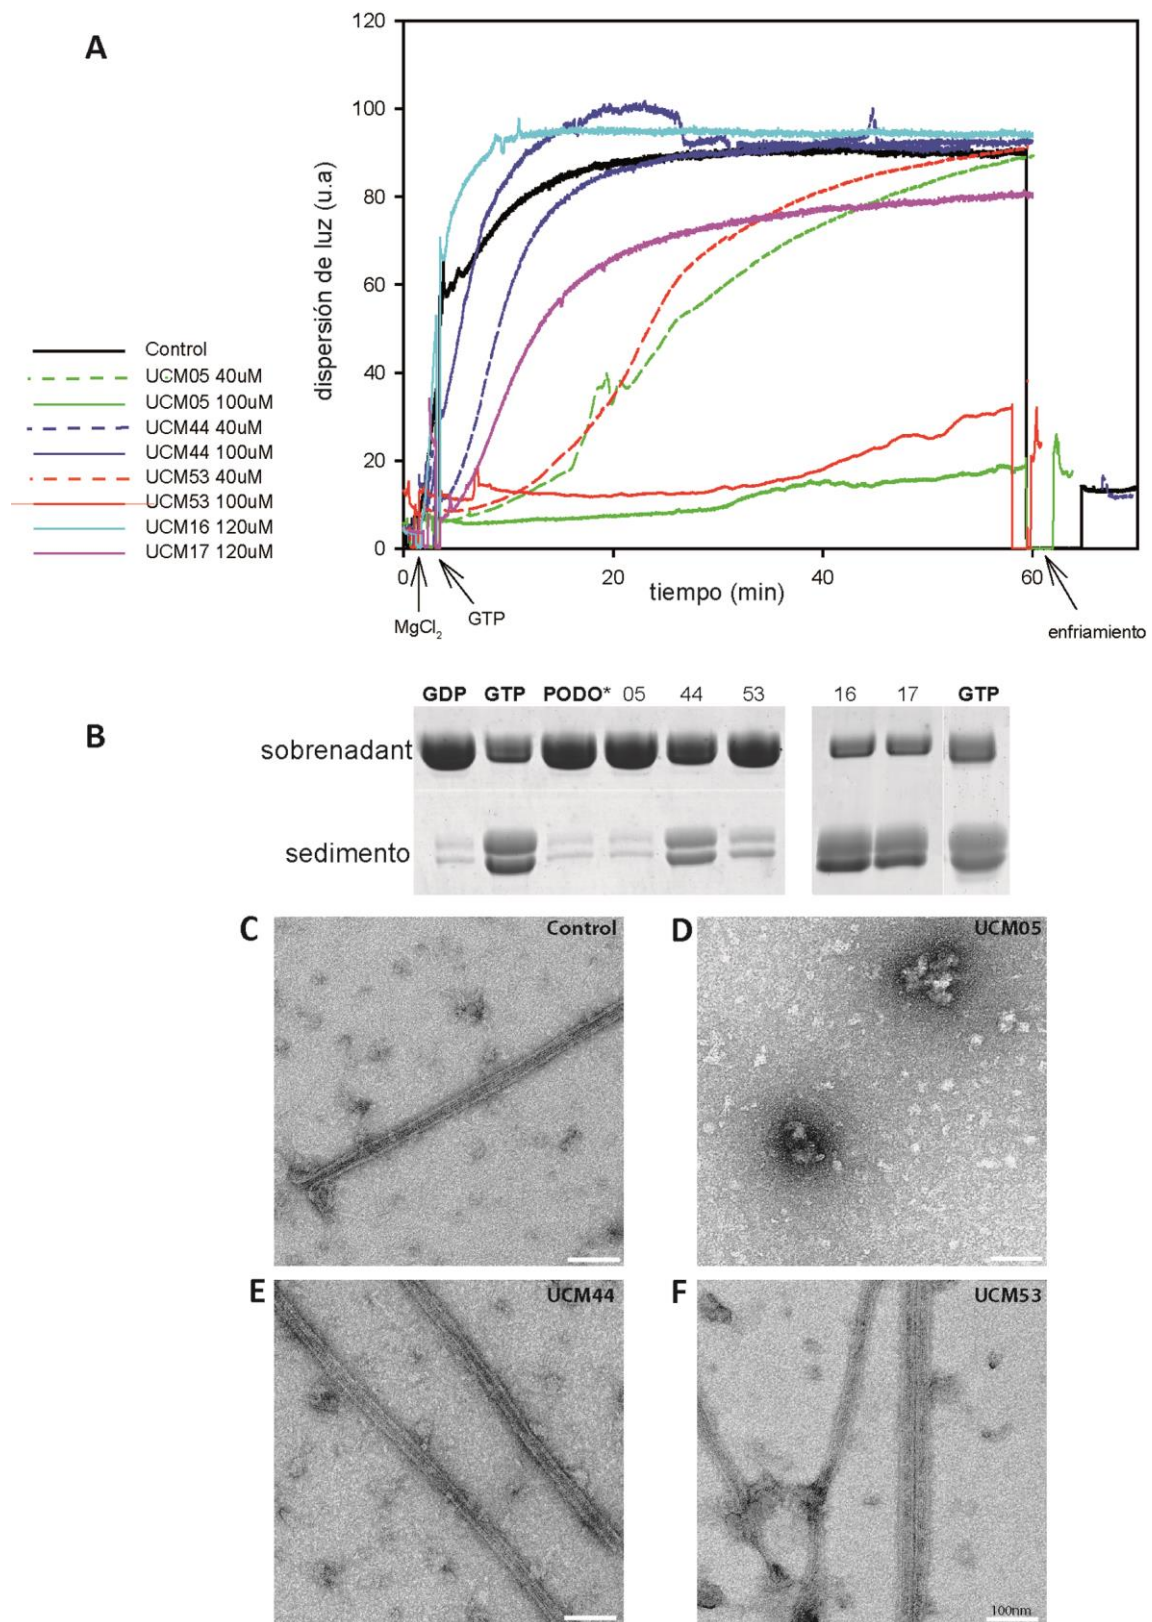 A
dispersión de luz (u.a)
120
100
80
60
40
20
0
0
20
40
60
tiempo (min)
MgCl₂
GTP
enfriamiento
Control
UCM05 40uM
UCM05 100uM
UCM44 40uM
UCM44 100uM
UCM53 40uM
UCM53 100uM
UCM16 120uM
UCM17 120uM
B
GDP GTP PODO* 05 44 53 16 17 GTP
sobrenadant
sedimento
C
Control
D
UCM05
E
UCM44
F
UCM53
100nm